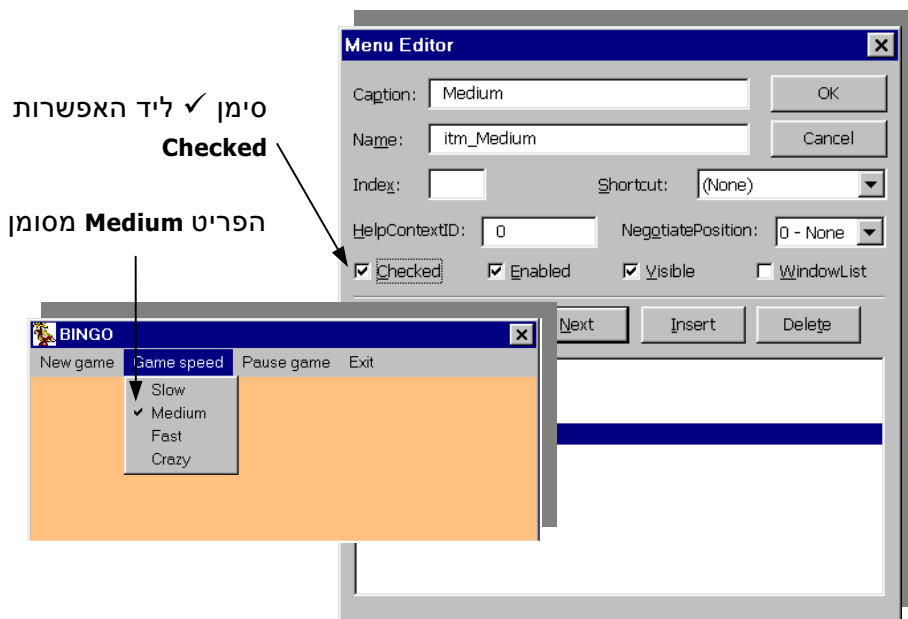 Menu Editor
Caption: Medium OK
Name: itm_Medium Cancel
Index: Shortcut: (None)
HelpContextID: 0 NegotiatePosition: 0 - None
Checked Enabled Visible WindowList
Next Insert Delete
סימן ✓ ליד האפשרות
Checked
הפריט Medium מסומן
BINGO
New game Game speed Pause game Exit
Slow
✓ Medium
Fast
Crazy